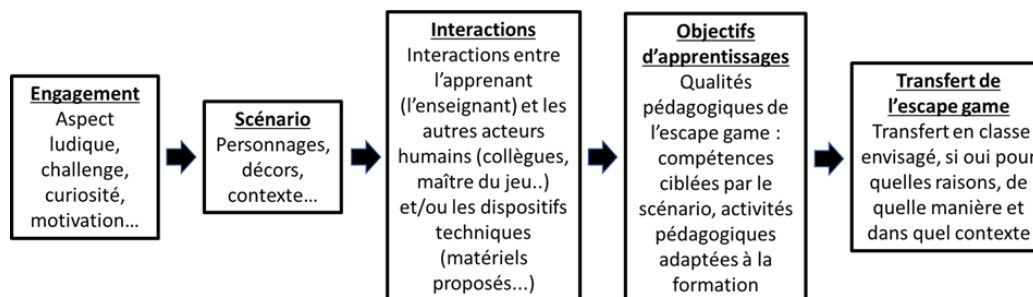 Engagement
Aspect
ludique,
challenge,
curiosité,
motivation...
Scénario
Personnages,
décors,
contexte...
Interactions
Interactions entre
l'apprenant
(l'enseignant) et les
autres acteurs
humains (collègues,
maître du jeu..)
et/ou les dispositifs
techniques
(matériels
proposés...)
Objectifs
d'apprentissages
Qualités
pédagogiques de
l'escape game :
compétences
ciblées par le
scénario, activités
pédagogiques
adaptées à la
formation
Transfert de
l'escape game
Transfert en classe
envisagé, si oui pour
quelles raisons, de
quelle manière et
dans quel contexte